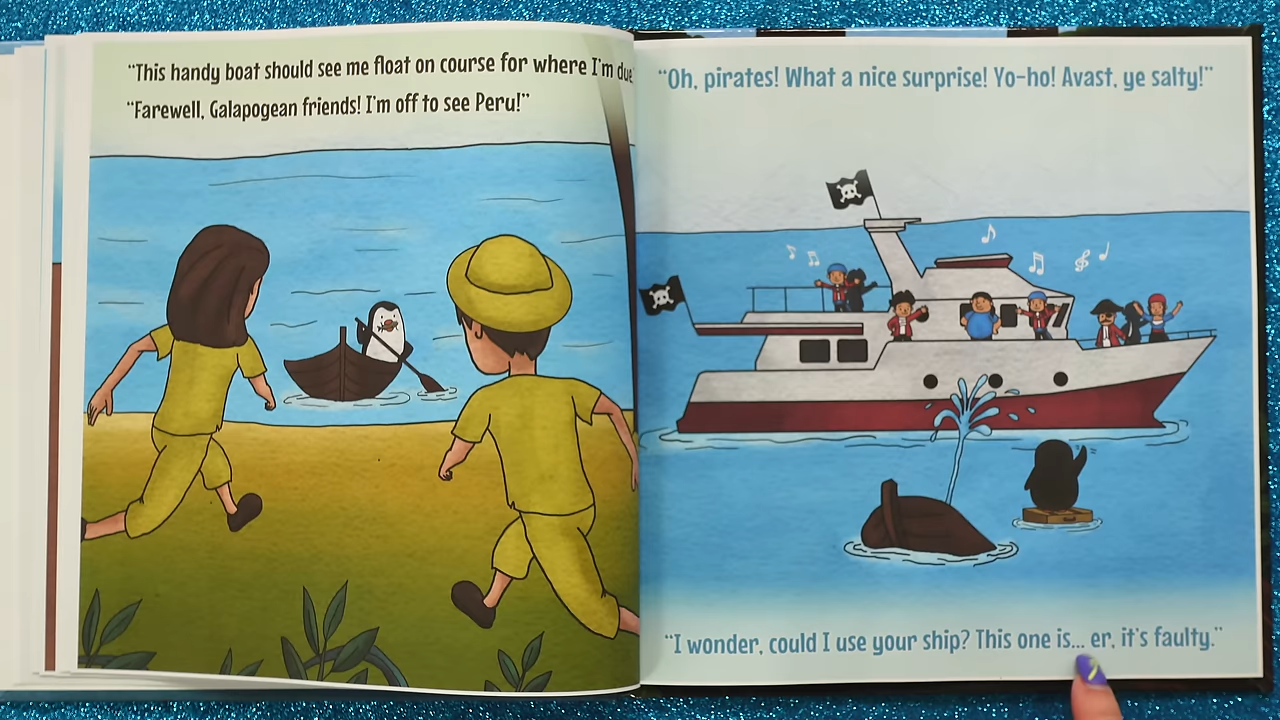 “This handy boat should see me float on course for where I’m due
“Farewell, Galapogean friends! I’m off to see Peru!”
“Oh, pirates! What a nice surprise! Yo-ho! Avast, ye salty!”
“I wonder, could I use your ship? This one is... er, it’s faulty.”